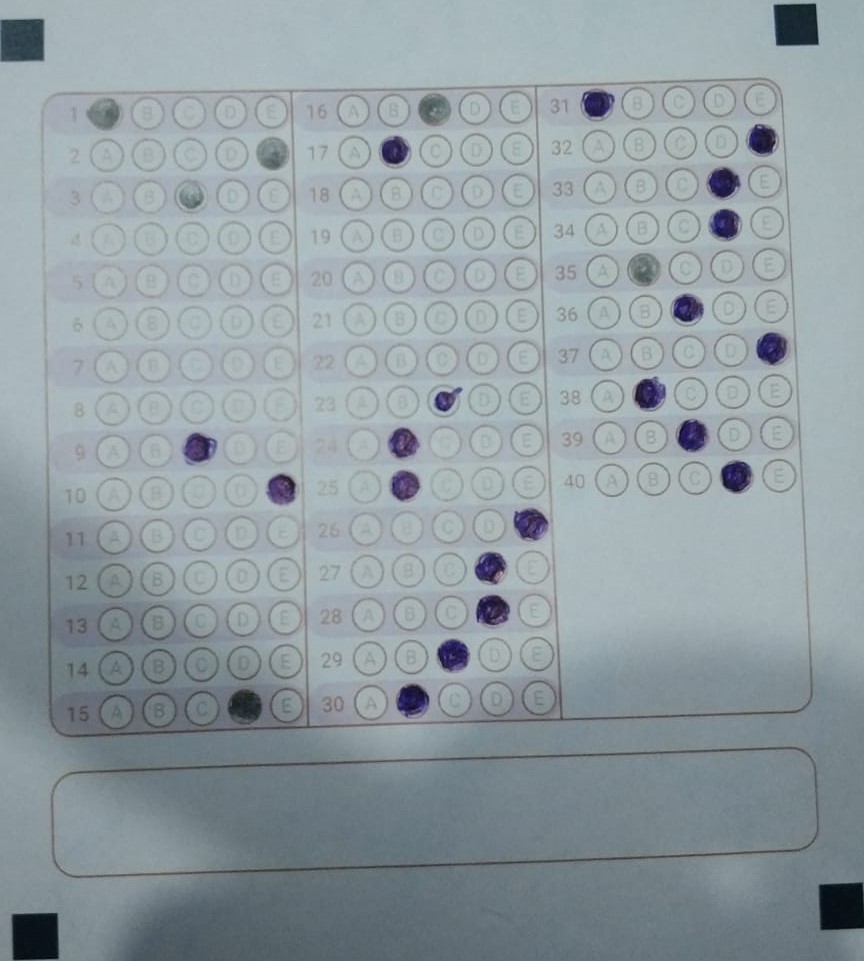 1 B C D E
2 A B C D
3 A B D E
4 A B C D E
5 A B C D E
6 A B C D E
7 A B C D E
8 A B C D E
9 A B D E
10 A B C D
11 A B C D E
12 A B C D E
13 A B C D E
14 A B C D E
15 A B C E
16 A B D E
17 A C D E
18 A B C D E
19 A B C D E
20 A B C D E
21 A B C D E
22 A B C D E
23 A B D E
24 A C D E
25 A C D E
26 A B C D
27 A B C E
28 A B C E
29 A B D E
30 A C D E
31 B C D E
32 A B C D
33 A B C E
34 A B C E
35 A C D E
36 A B D E
37 A B C D
38 A C D E
39 A B D E
40 A B C E